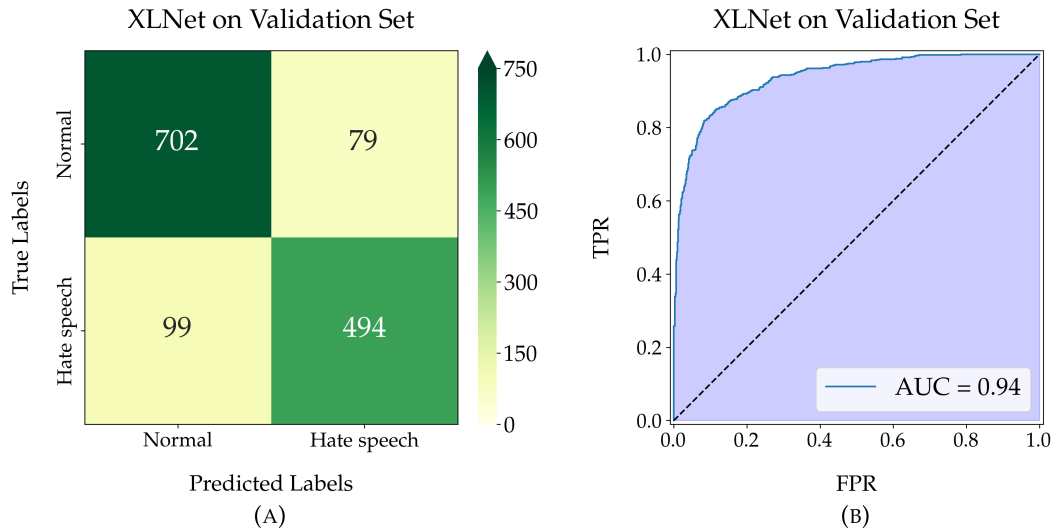 XLNet on Validation Set
True Labels
Normal
Hate speech
702
79
99
494
750
600
450
300
150
0
Normal
Hate speech
Predicted Labels
(A)
XLNet on Validation Set
TPR
1.0
0.8
0.6
0.4
0.2
0.0
AUC = 0.94
0.0
0.2
0.4
0.6
0.8
1.0
FPR
(B)